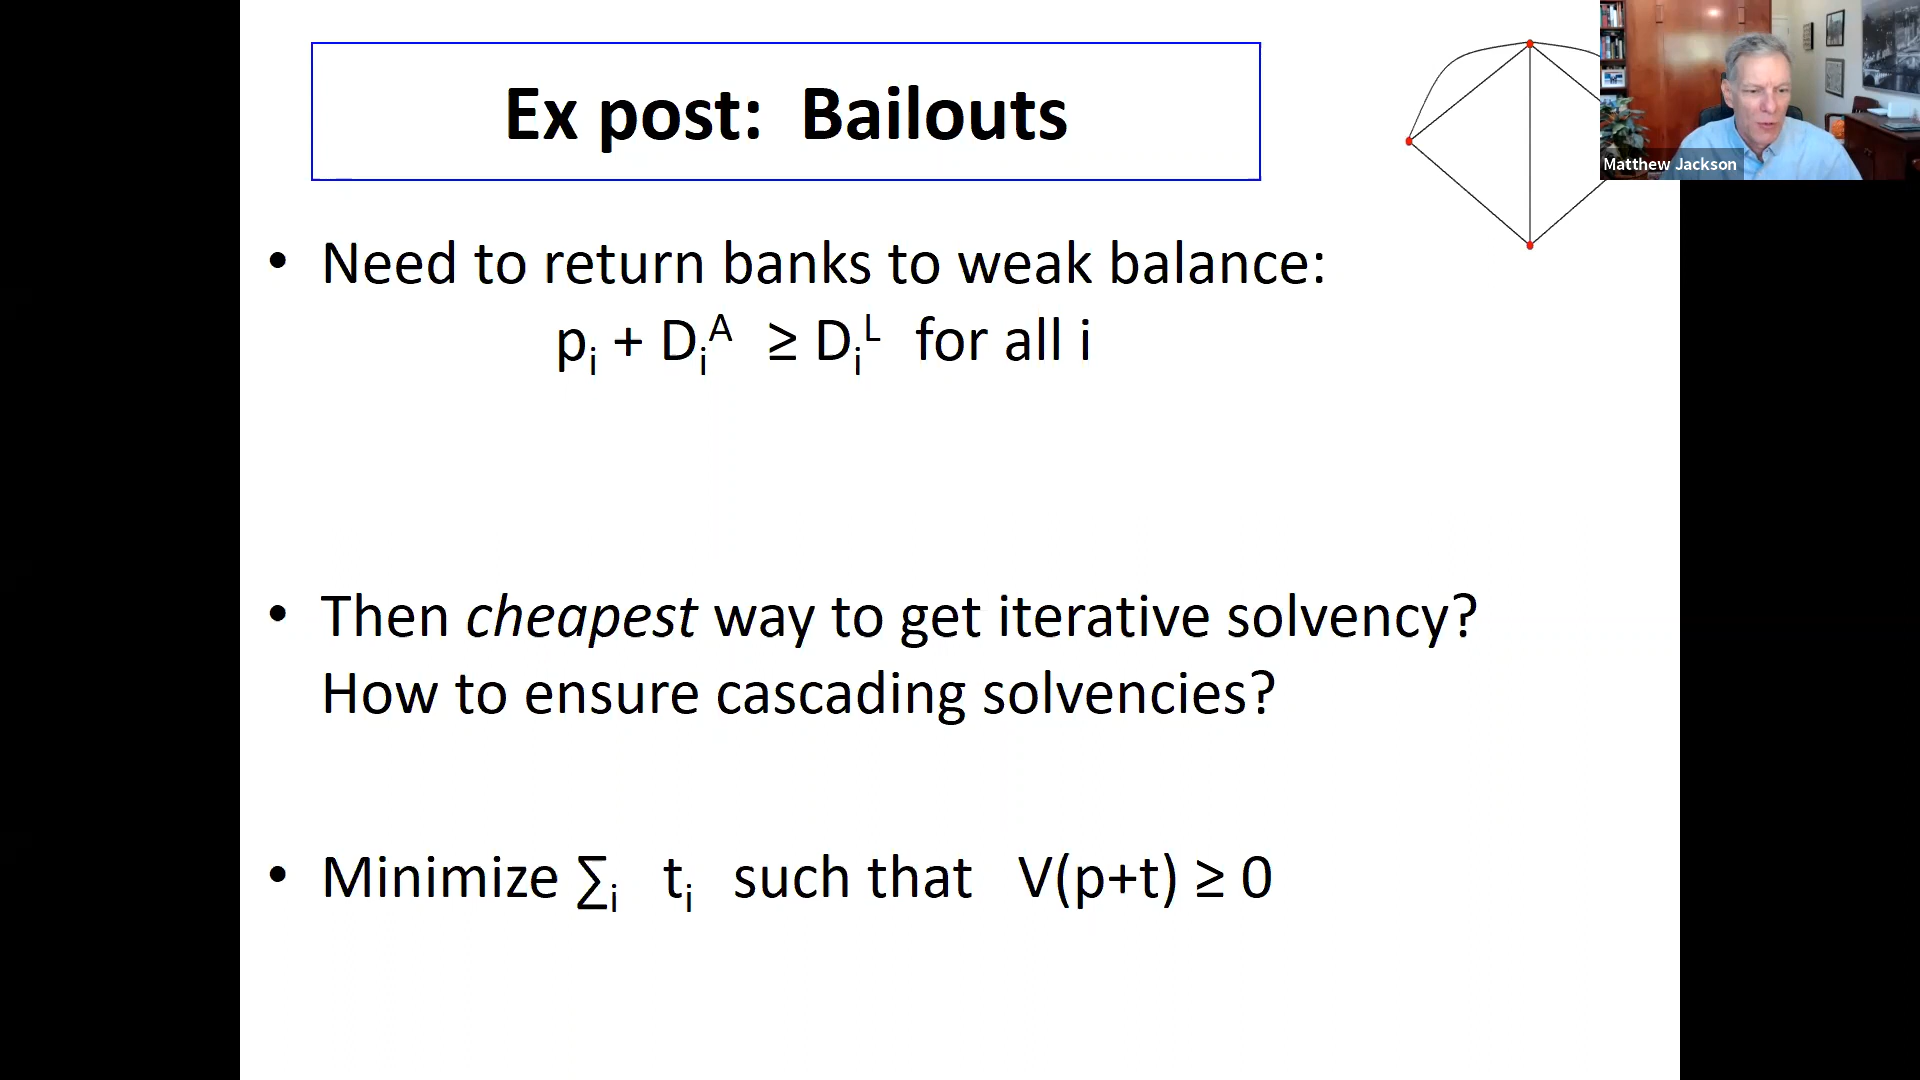 Ex post: Bailouts
Matthew Jackson
• Need to return banks to weak balance:
pᵢ + Dᵢᴬ ≥ Dᵢᴸ for all i
• Then cheapest way to get iterative solvency?
How to ensure cascading solvencies?
• Minimize ∑ᵢ tᵢ such that V(p+t) ≥ 0